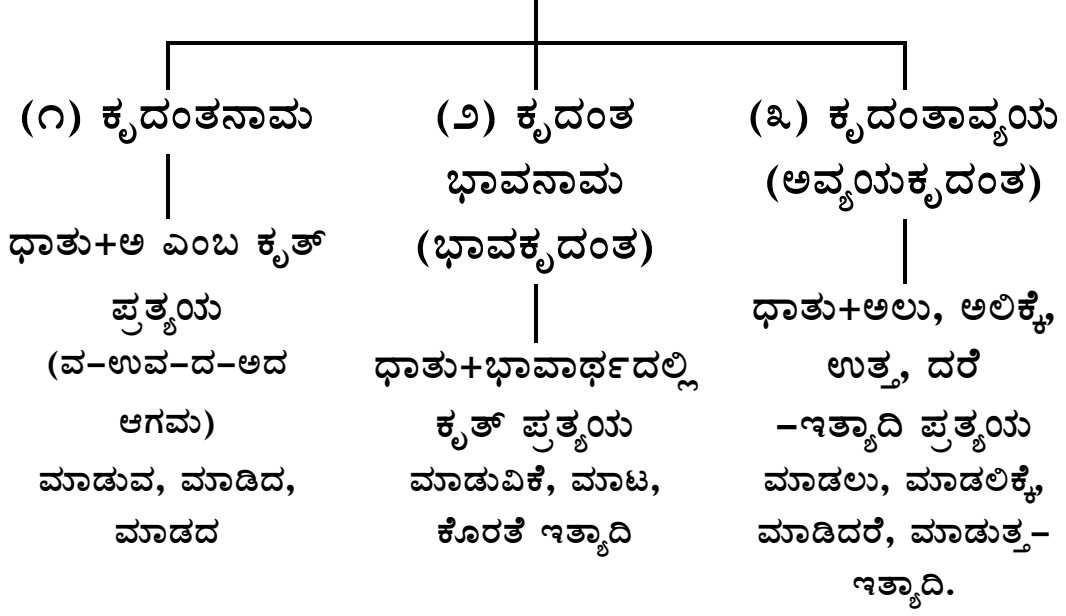 (೧) ಕೃದಂತನಾಮ
ಧಾತು+ಅ ಎಂಬ ಕೃತ್
ಪ್ರತ್ಯಯ
(ವ–ಉವ–ದ–ಅದ
ಆಗಮ)
ಮಾಡುವ, ಮಾಡಿದ,
ಮಾಡದ
(೨) ಕೃದಂತ
ಭಾವನಾಮ
(ಭಾವಕೃದಂತ)
ಧಾತು+ಭಾವಾರ್ಥದಲ್ಲಿ
ಕೃತ್ ಪ್ರತ್ಯಯ
ಮಾಡುವಿಕೆ, ಮಾಟ,
ಕೊರತೆ ಇತ್ಯಾದಿ
(೩) ಕೃದಂತಾವ್ಯಯ
(ಅವ್ಯಯಕೃದಂತ)
ಧಾತು+ಅಲು, ಅಲಿಕ್ಕೆ,
ಉತ್ತ, ದರೆ
–ಇತ್ಯಾದಿ ಪ್ರತ್ಯಯ
ಮಾಡಲು, ಮಾಡಲಿಕ್ಕೆ,
ಮಾಡಿದರೆ, ಮಾಡುತ್ತ–
ಇತ್ಯಾದಿ.